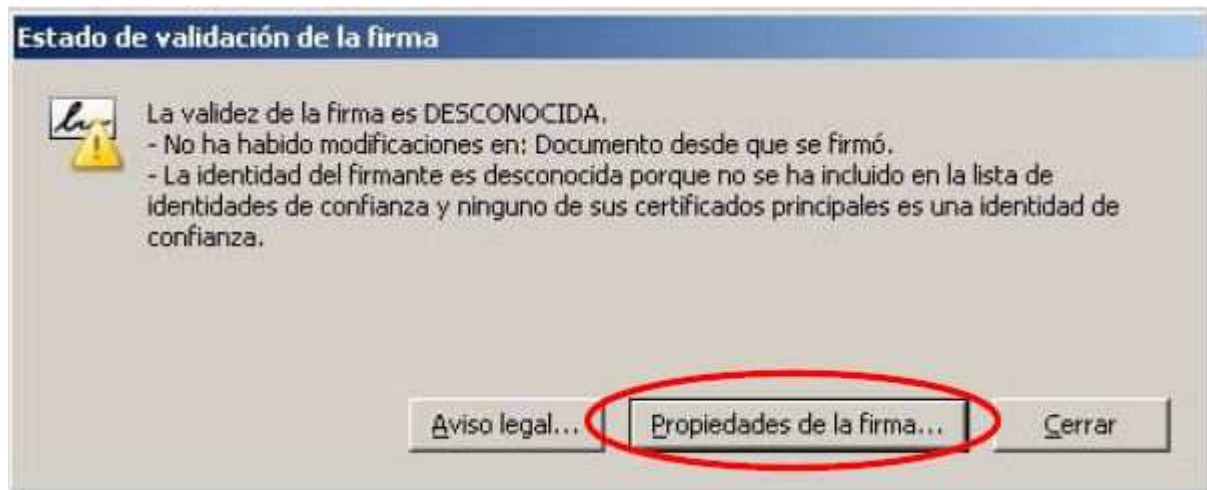 Estado de validación de la firma
La validez de la firma es DESCONOCIDA.
- No ha habido modificaciones en: Documento desde que se firmó.
- La identidad del firmante es desconocida porque no se ha incluido en la lista de
identidades de confianza y ninguno de sus certificados principales es una identidad de
confianza.
Aviso legal... Propiedades de la firma... Cerrar